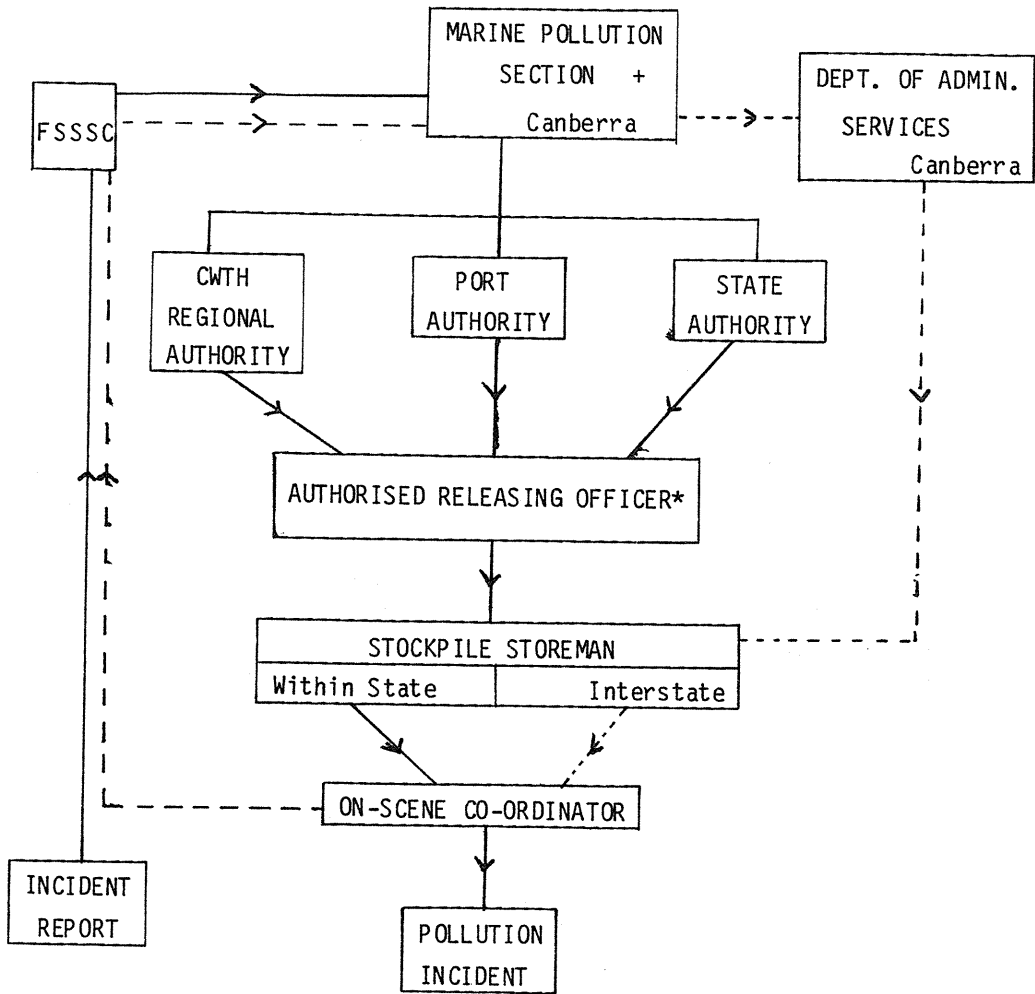 MARINE POLLUTION
SECTION +
Canberra
DEPT. OF ADMIN.
SERVICES
Canberra
FSSSC
CWTH
REGIONAL
AUTHORITY
PORT
AUTHORITY
STATE
AUTHORITY
AUTHORISED RELEASING OFFICER*
STOCKPILE STOREMAN
Within State
Interstate
ON-SCENE CO-ORDINATOR
INCIDENT
REPORT
POLLUTION
INCIDENT